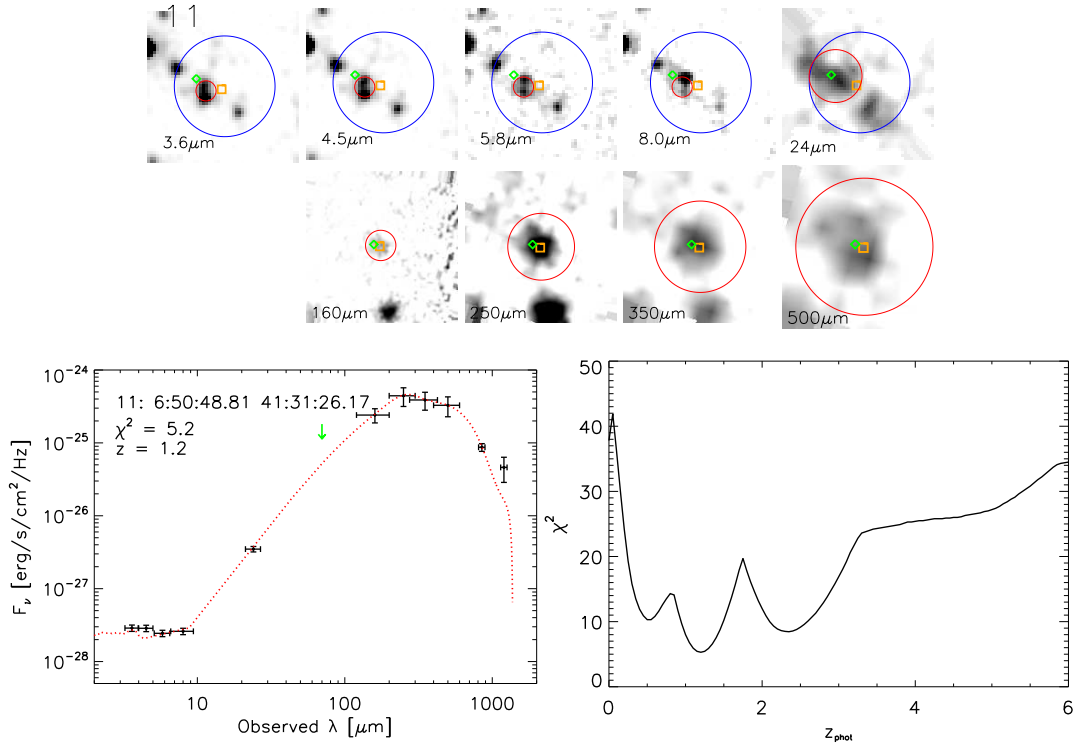 11
3.6μm
4.5μm
5.8μm
8.0μm
24μm
160μm
250μm
350μm
500μm
11: 6:50:48.81 41:31:26.17
χ² = 5.2
z = 1.2
F_ν [erg/s/cm²/Hz]
10⁻²⁴
10⁻²⁵
10⁻²⁶
10⁻²⁷
10⁻²⁸
10
100
1000
Observed λ [μm]
χ²
50
40
30
20
10
0
0
2
4
6
z_phot